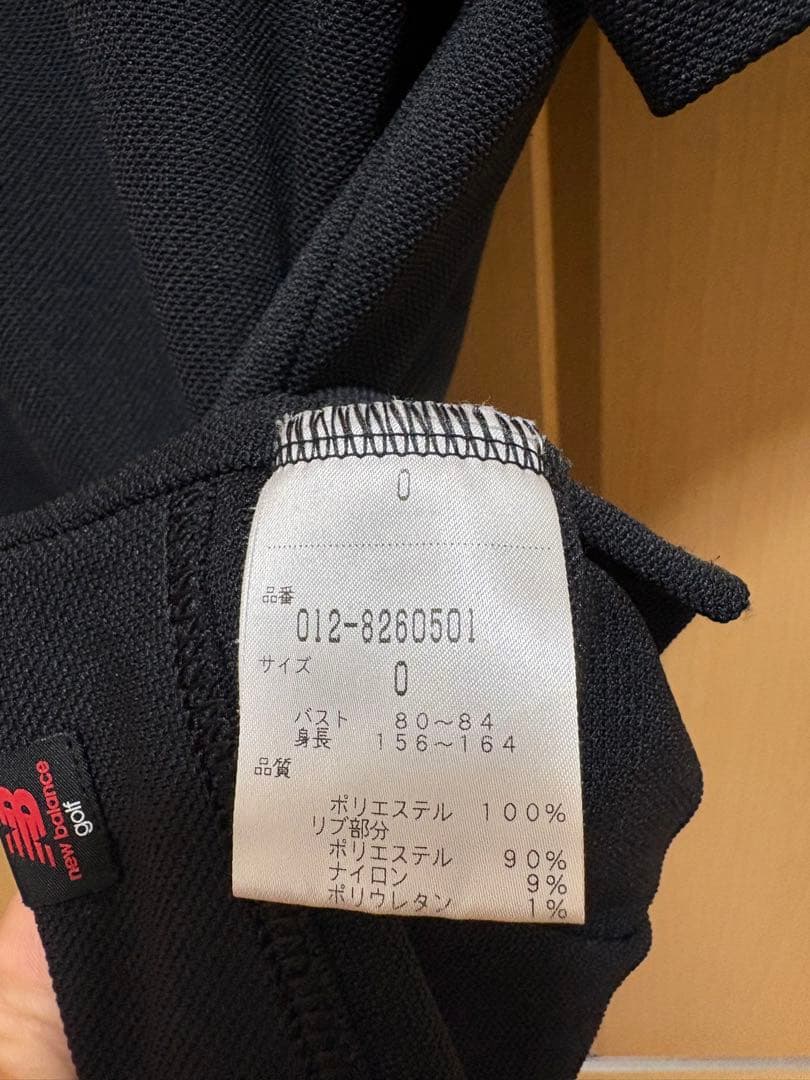 0
品番
012-8260501
サイズ
0
バスト 80～84
身長 156～164
品質
ポリエステル 100%
リブ部分
ポリエステル 90%
ナイロン 9%
ポリウレタン 1%
new balance
golf